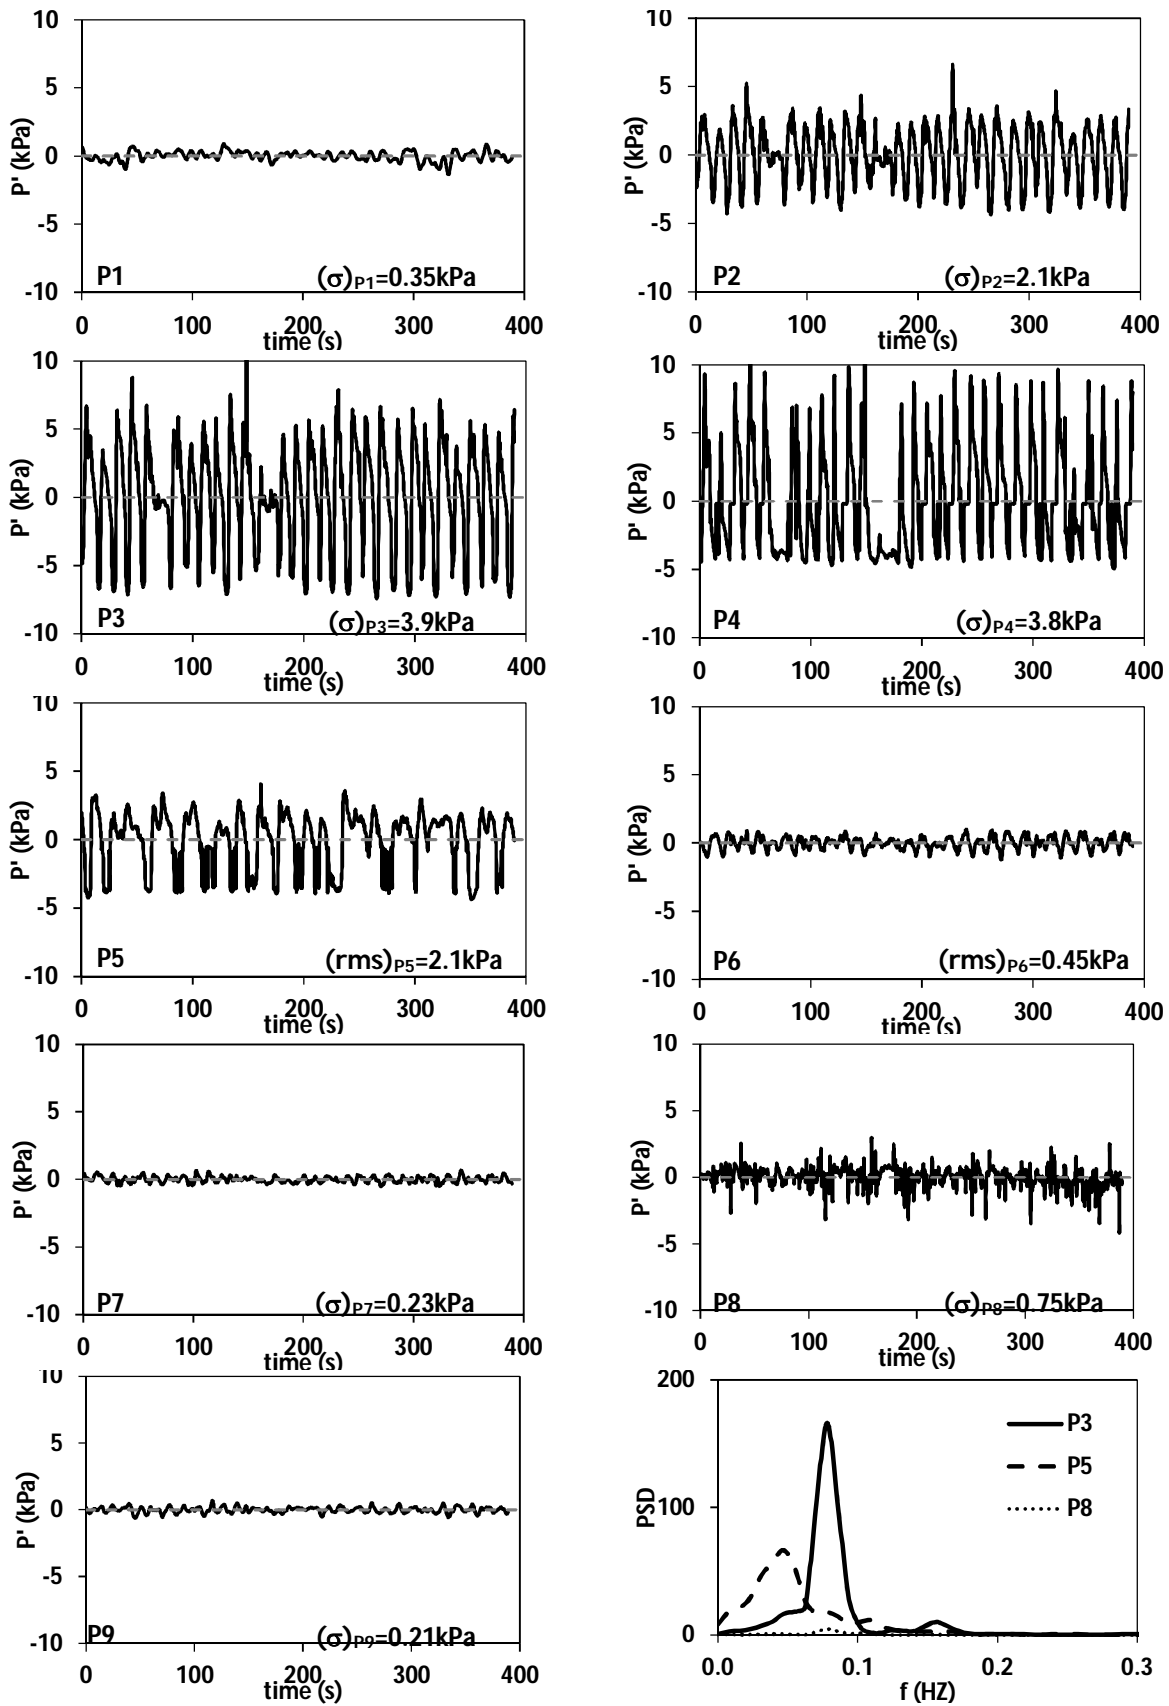 10
5
0
-5
-10
P' (kPa)
P1
(σ)P1=0.35kPa
0 100 200 300 400
time (s)
10
5
0
-5
-10
P' (kPa)
P2
(σ)P2=2.1kPa
0 100 200 300 400
time (s)
10
5
0
-5
-10
P' (kPa)
P3
(σ)P3=3.9kPa
0 100 200 300 400
time (s)
10
5
0
-5
-10
P' (kPa)
P4
(σ)P4=3.8kPa
0 100 200 300 400
time (s)
10
5
0
-5
-10
P' (kPa)
P5
(rms)P5=2.1kPa
0 100 200 300 400
time (s)
10
5
0
-5
-10
P' (kPa)
P6
(rms)P6=0.45kPa
0 100 200 300 400
time (s)
10
5
0
-5
-10
P' (kPa)
P7
(σ)P7=0.23kPa
0 100 200 300 400
10
5
0
-5
-10
P' (kPa)
P8
(σ)P8=0.75kPa
0 100 200 300 400
time (s)
10
5
0
-5
-10
P' (kPa)
P9
(σ)P9=0.21kPa
0 100 200 300 400
time (s)
200
100
0
PSD
P3
P5
P8
0.0 0.1 0.2 0.3
f (HZ)